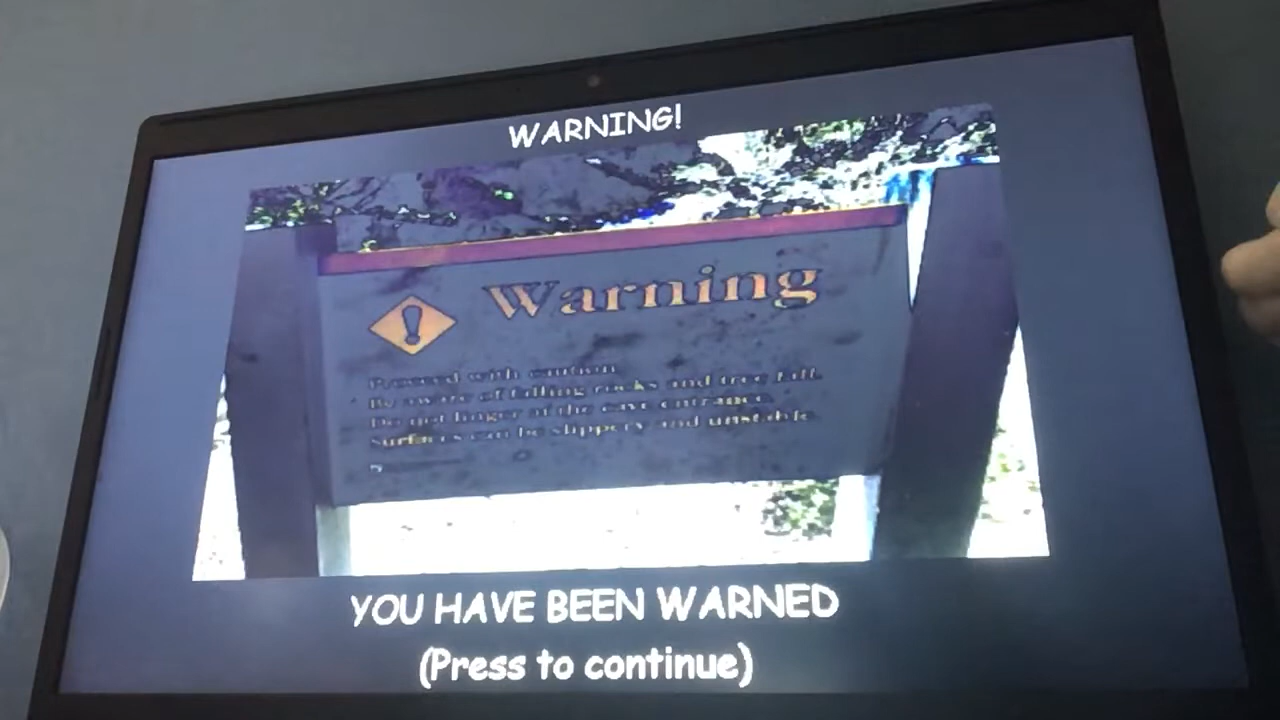 WARNING!
Warning
Proceed with caution.
Be aware of falling rocks and tree fall.
Do not linger at the cave entrance.
Surfaces can be slippery and unstable.
YOU HAVE BEEN WARNED
(Press to continue)